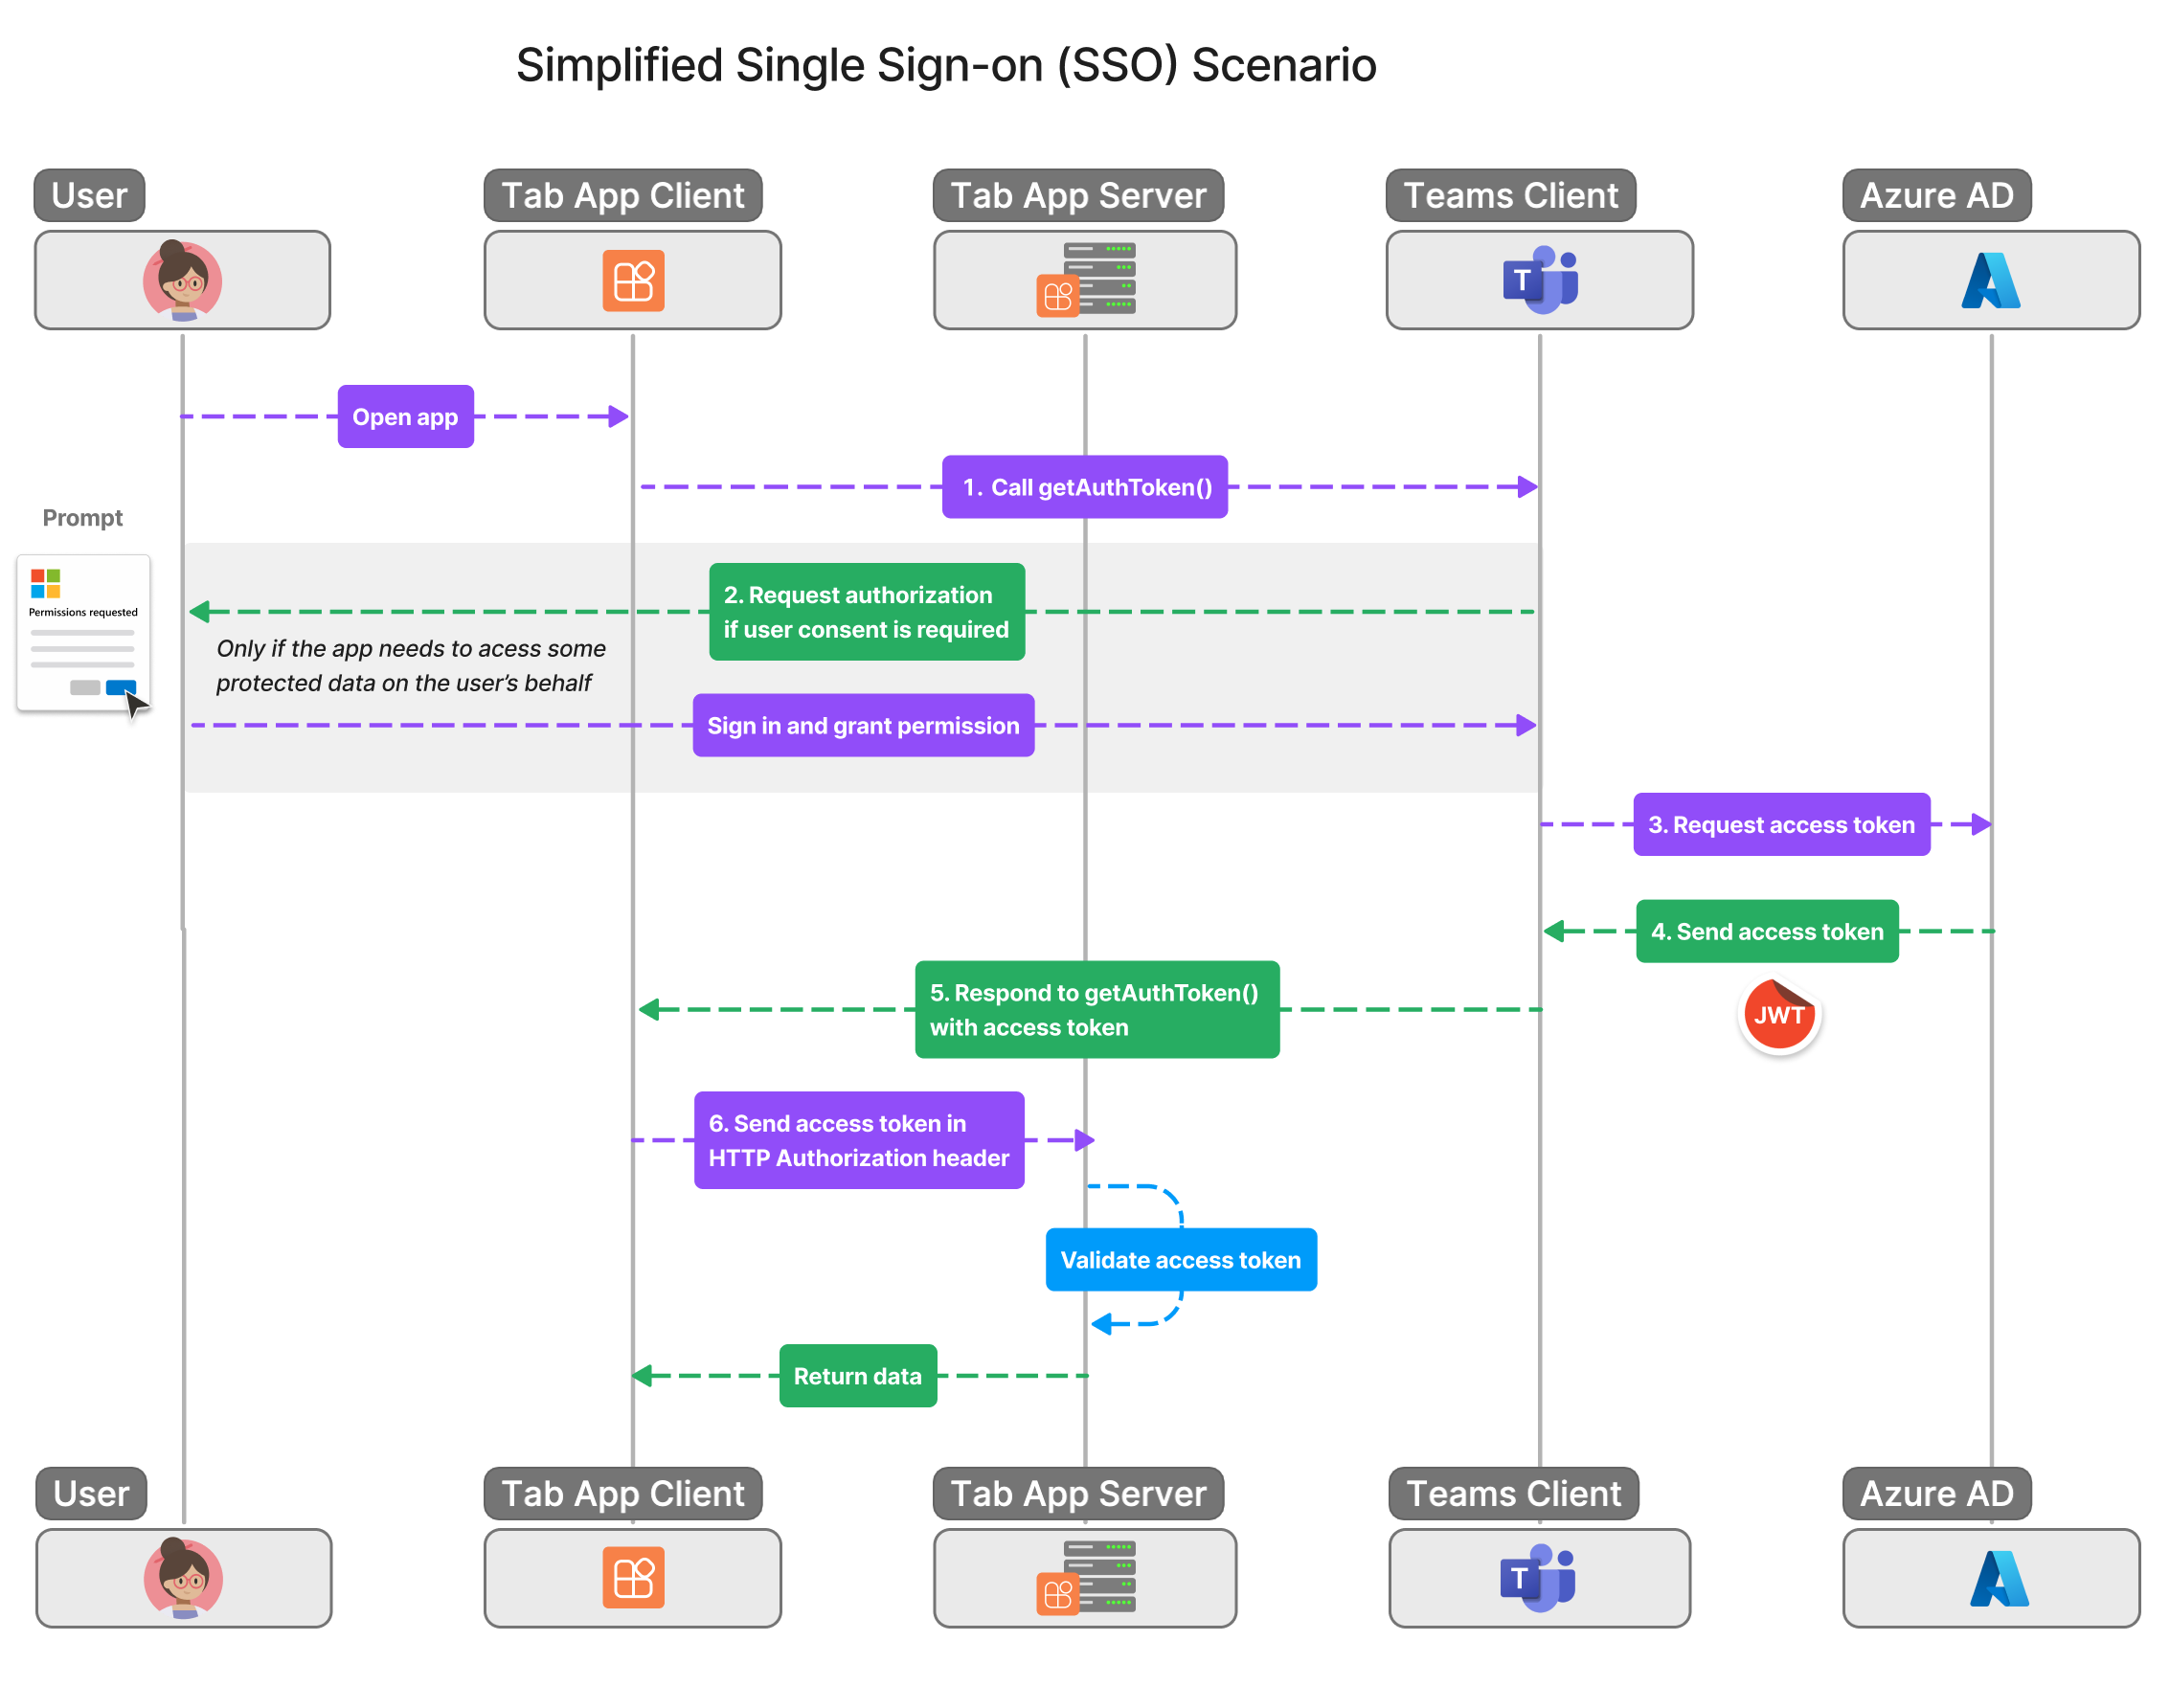 Simplified Single Sign-on (SSO) Scenario
User
Tab App Client
Tab App Server
Teams Client
Azure AD
T
Open app
1. Call getAuthToken()
Prompt
Permissions requested
2. Request authorization
if user consent is required
Only if the app needs to acess some
protected data on the user's behalf
Sign in and grant permission
3. Request access token
4. Send access token
JWT
5. Respond to getAuthToken()
with access token
6. Send access token in
HTTP Authorization header
Validate access token
Return data
User
Tab App Client
Tab App Server
Teams Client
Azure AD
T